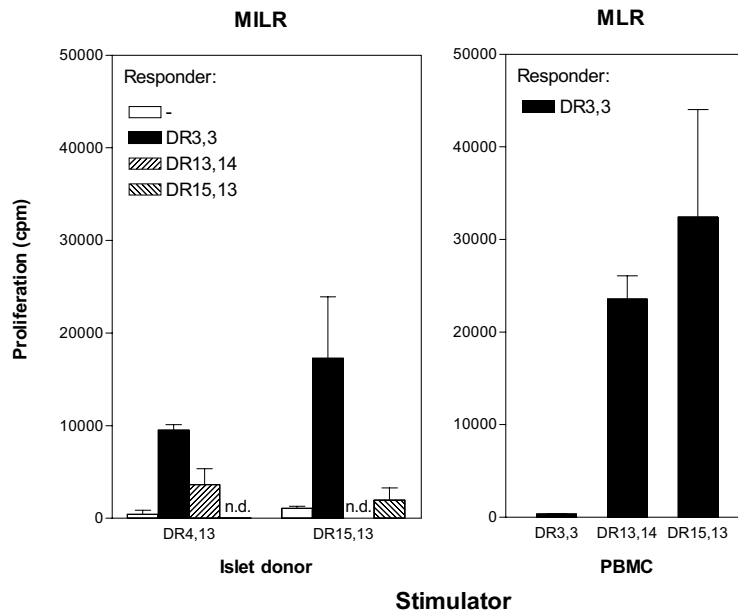 MILR
50000
40000
30000
20000
10000
0
Proliferation (cpm)
Responder:
-
DR3,3
DR13,14
DR15,13
n.d.
n.d.
DR4,13
DR15,13
Islet donor
MLR
50000
40000
30000
20000
10000
0
Responder:
DR3,3
DR3,3
DR13,14
DR15,13
PBMC
Stimulator